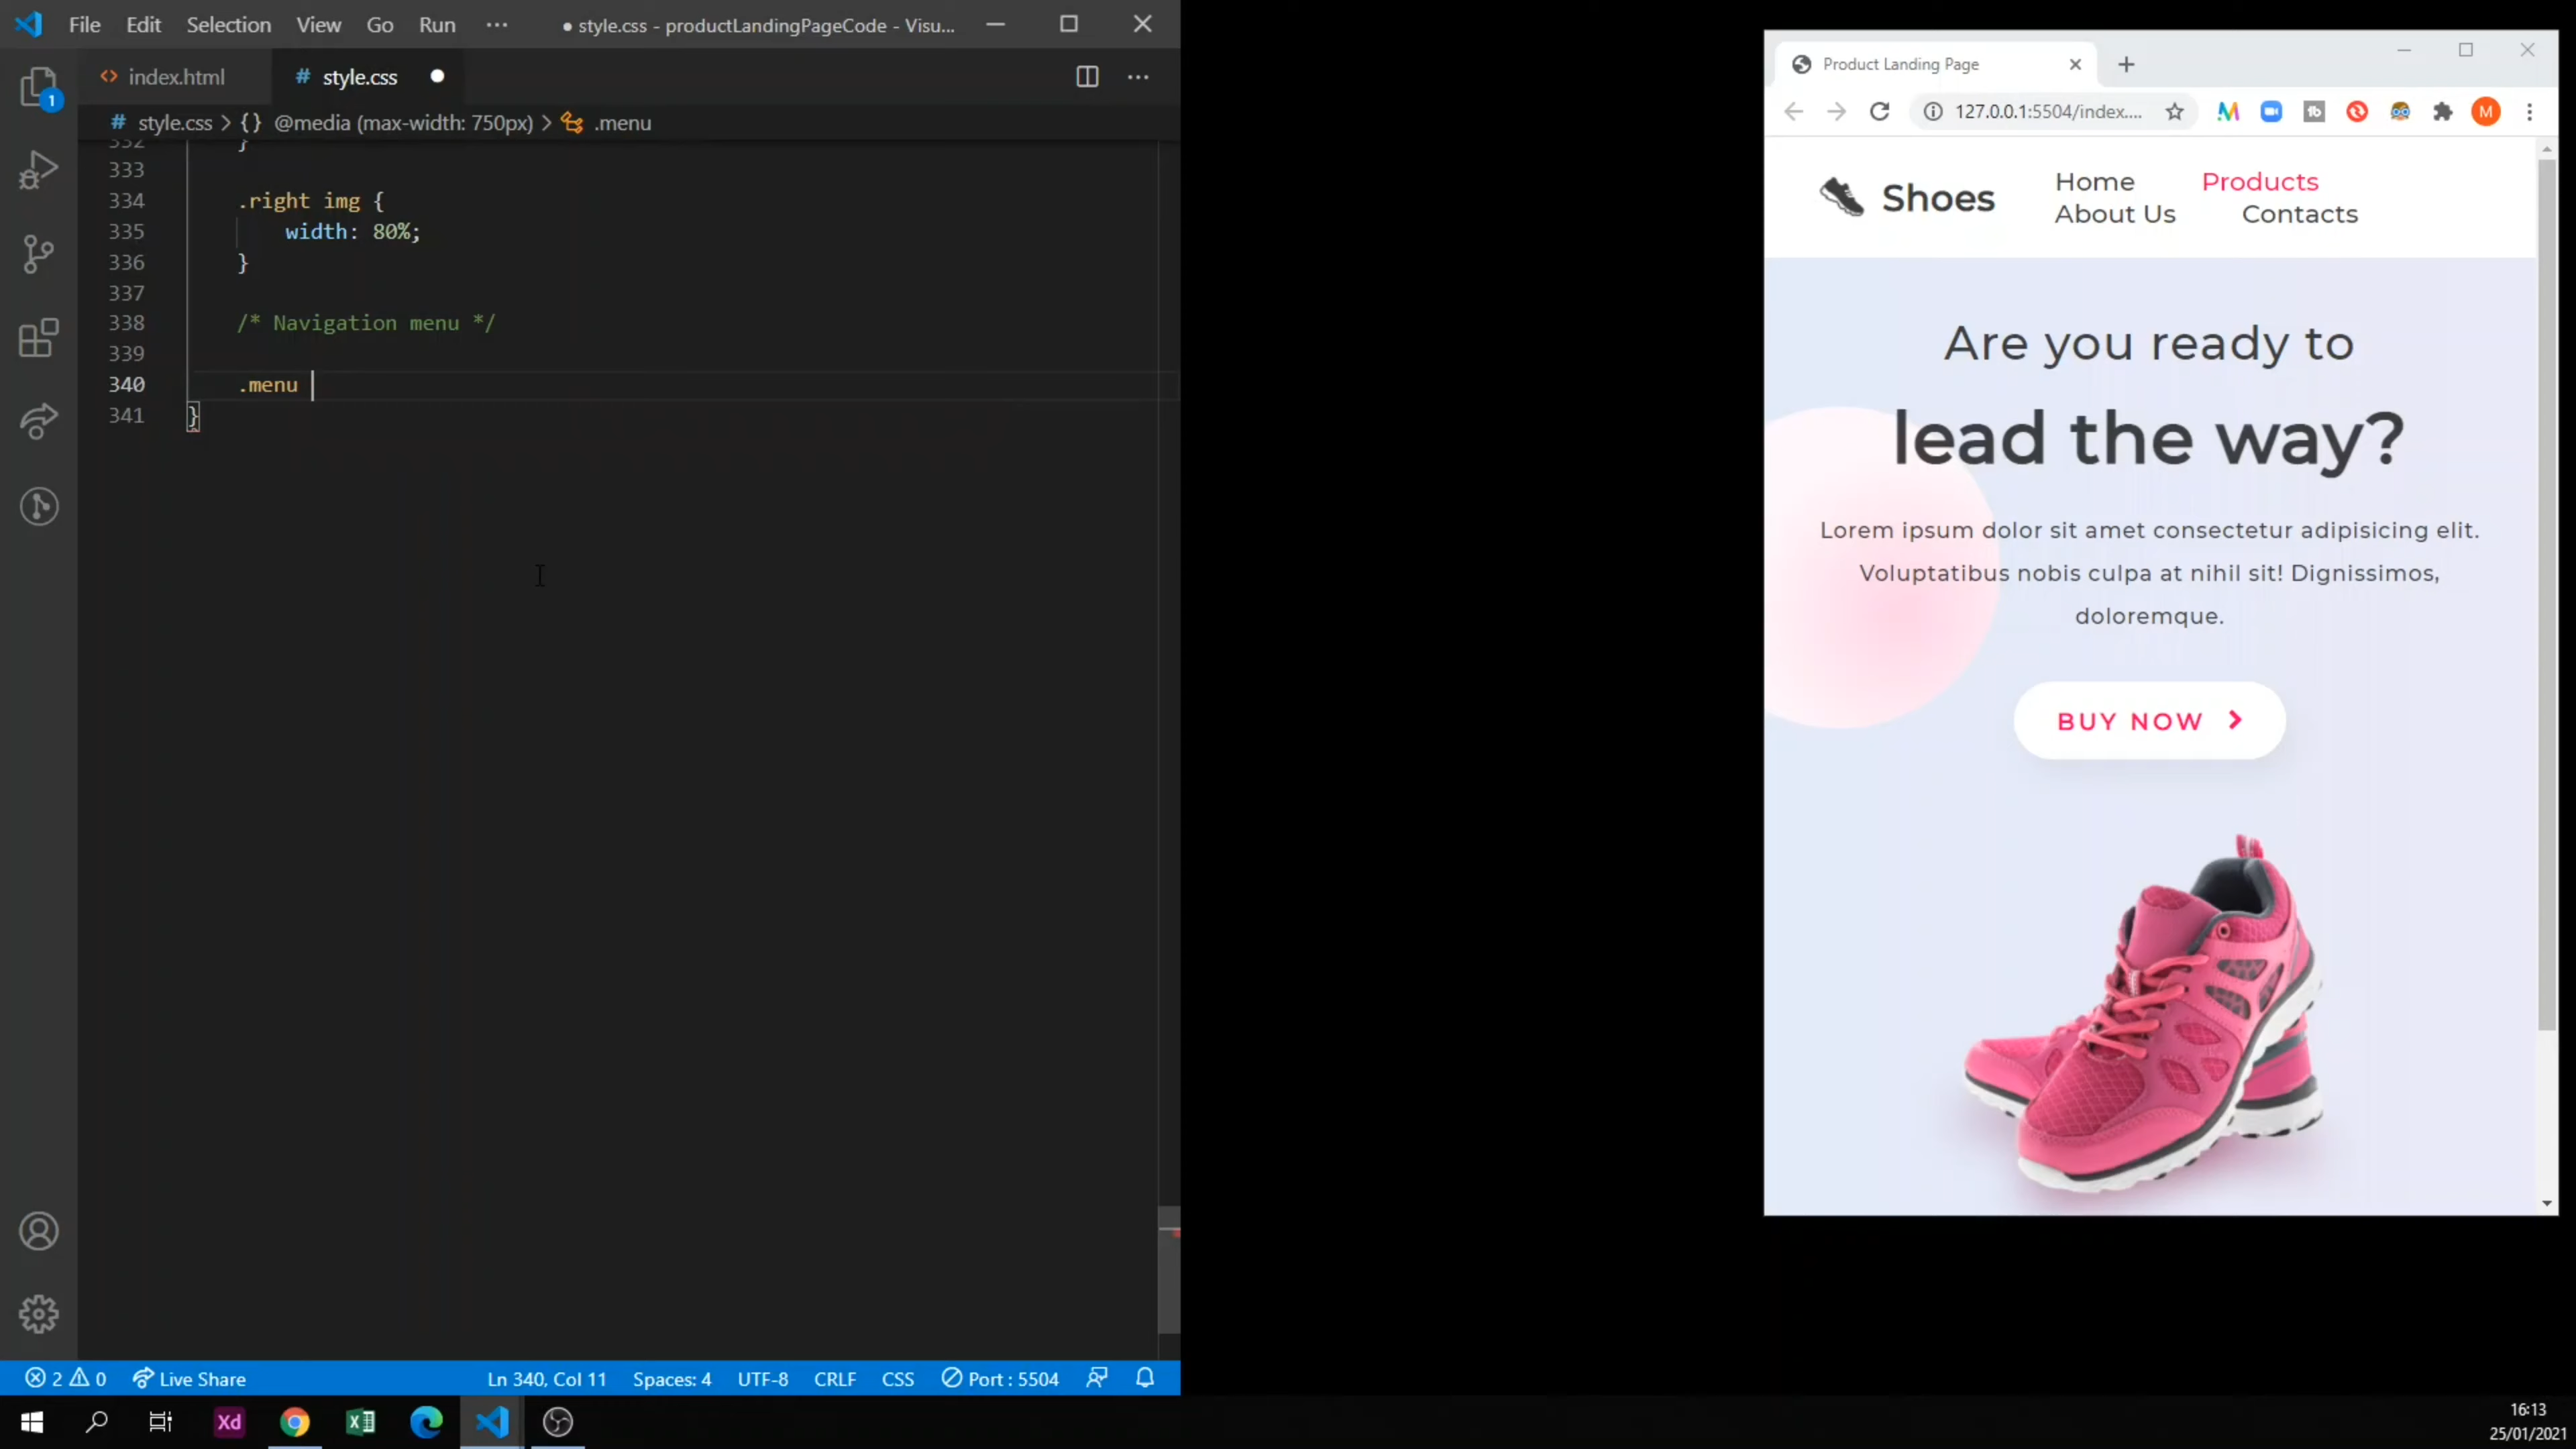 File Edit Selection View Go Run ··· ● style.css - productLandingPageCode - Visu...
index.html # style.css ●
1
# style.css > {} @media (max-width: 750px) > .menu
332 }
333
334 .right img {
335 width: 80%;
336 }
337
338 /* Navigation menu */
339
340 .menu
341 }
2 0 Live Share Ln 340, Col 11 Spaces: 4 UTF-8 CRLF CSS Port : 5504
Xd
Product Landing Page
127.0.0.1:5504/index....
M
Shoes
Home Products
About Us Contacts
Are you ready to
lead the way?
Lorem ipsum dolor sit amet consectetur adipisicing elit.
Voluptatibus nobis culpa at nihil sit! Dignissimos,
doloremque.
BUY NOW
16:13
25/01/2021